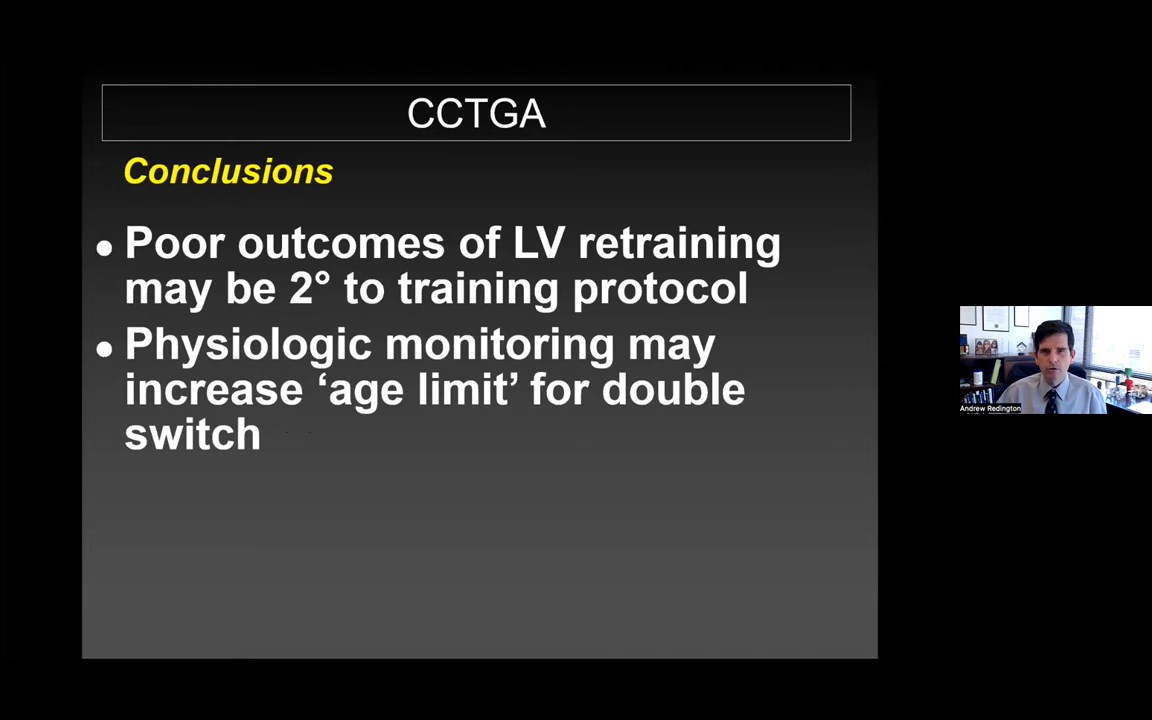 CCTGA
Conclusions
● Poor outcomes of LV retraining
may be 2° to training protocol
● Physiologic monitoring may
increase ‘age limit’ for double
switch
Andrew Redington